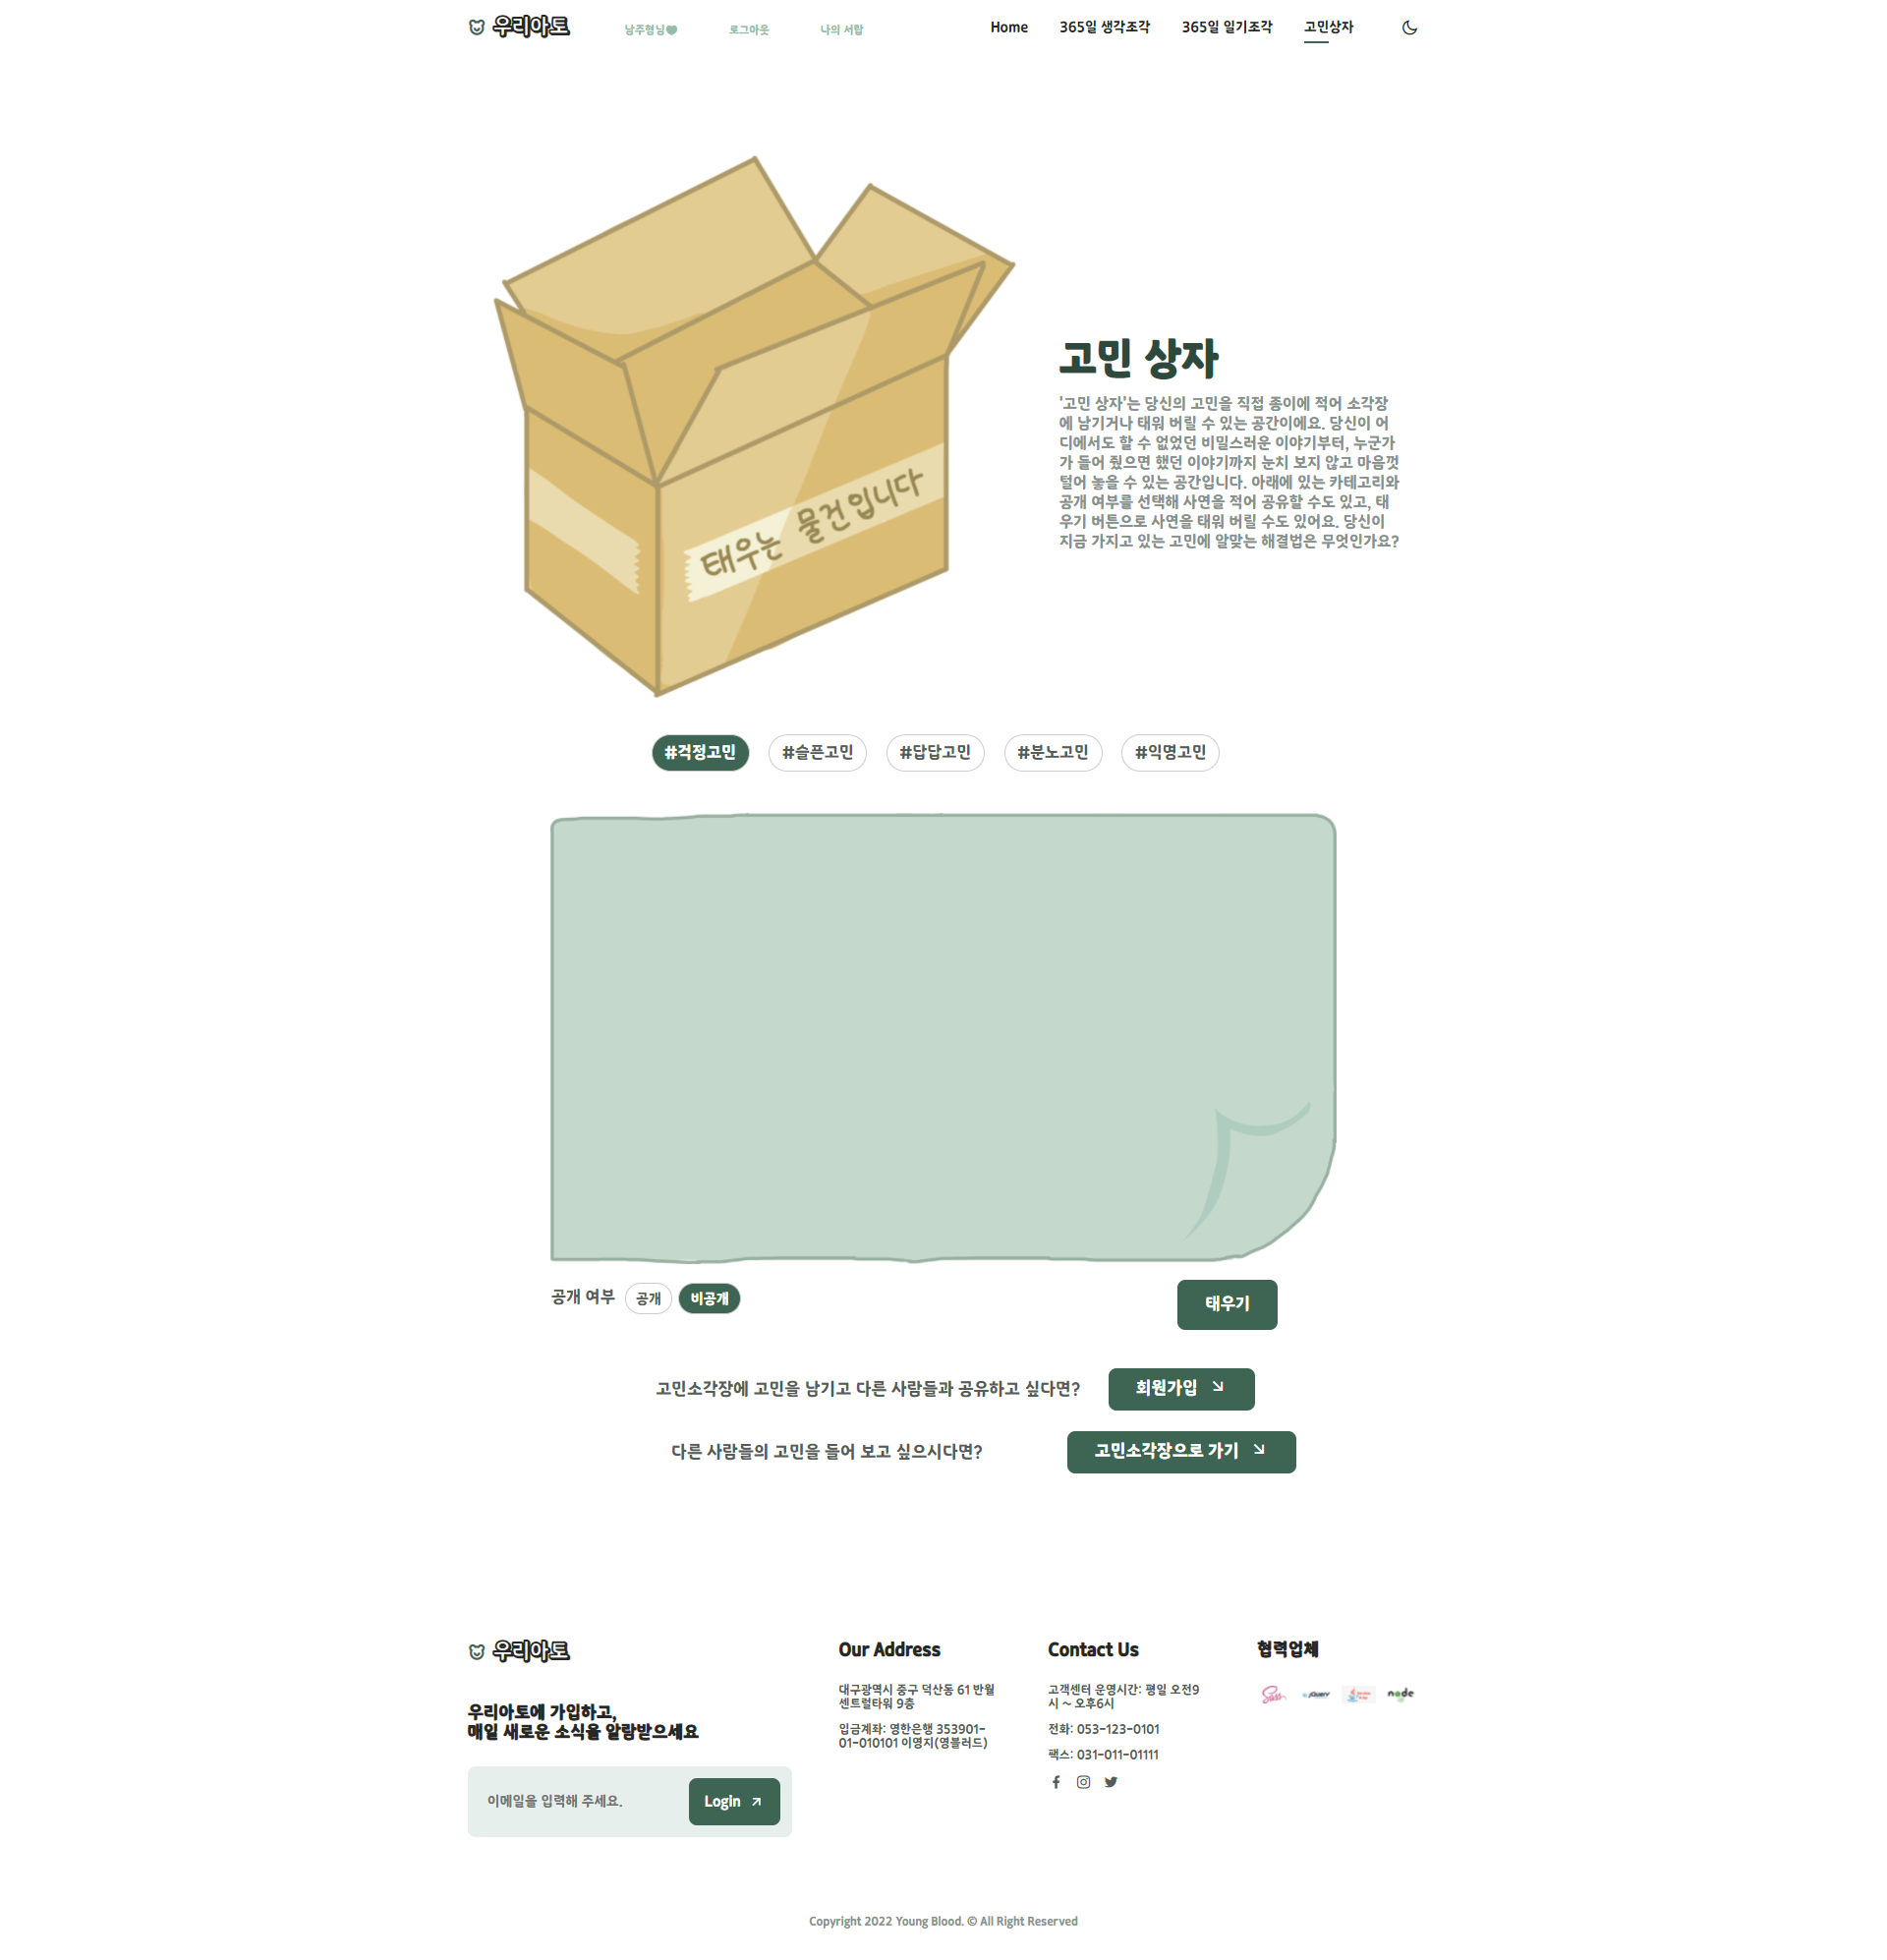 우리아토
남주형님♥
로그아웃
나의 서랍
Home
365일 생각조각
365일 일기조각
고민상자
태우는 물건입니다
고민 상자
'고민 상자'는 당신의 고민을 직접 종이에 적어 소각장
에 남기거나 태워 버릴 수 있는 공간이에요. 당신이 어
디에서도 할 수 없었던 비밀스러운 이야기부터, 누군가
가 들어 줬으면 했던 이야기까지 눈치 보지 않고 마음껏
털어 놓을 수 있는 공간입니다. 아래에 있는 카테고리와
공개 여부를 선택해 사연을 적어 공유할 수도 있고, 태
우기 버튼으로 사연을 태워 버릴 수도 있어요. 당신이
지금 가지고 있는 고민에 알맞는 해결법은 무엇인가요?
#걱정고민
#슬픈고민
#답답고민
#분노고민
#익명고민
공개 여부
공개
비공개
태우기
고민소각장에 고민을 남기고 다른 사람들과 공유하고 싶다면?
회원가입
다른 사람들의 고민을 들어 보고 싶으시다면?
고민소각장으로 가기
우리아토
우리아토에 가입하고,
매일 새로운 소식을 알람받으세요
이메일을 입력해 주세요.
Login
Our Address
대구광역시 중구 덕산동 61 반월
센트럴타워 9층
입금계좌: 영한은행 353901-
01-010101 이영지(영블러드)
Contact Us
고객센터 운영시간: 평일 오전9
시 ~ 오후6시
전화: 053-123-0101
팩스: 031-011-01111
협력업체
Sass
jQuery
node
Copyright 2022 Young Blood. © All Right Reserved